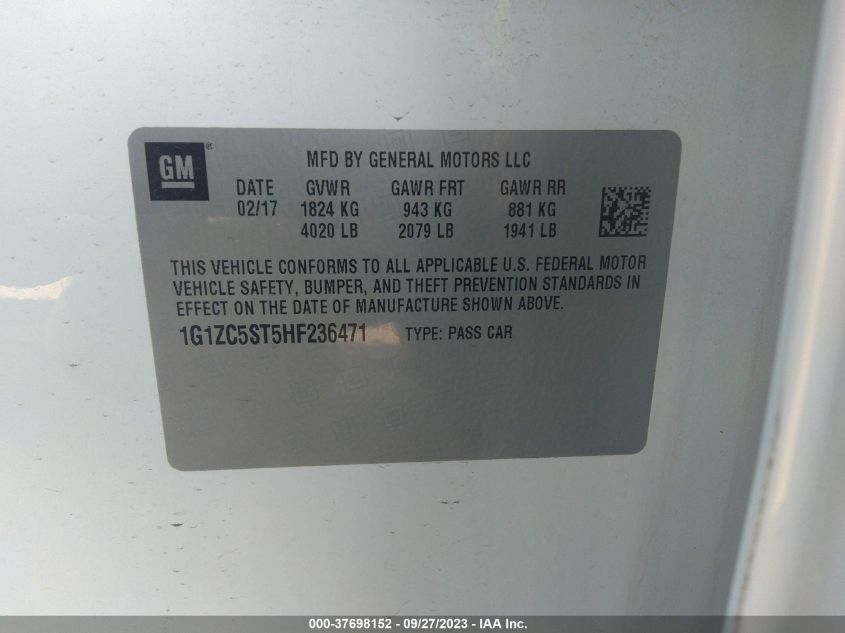 GM®
MFD BY GENERAL MOTORS LLC
DATE GVWR GAWR FRT GAWR RR
02/17 1824 KG 943 KG 881 KG
4020 LB 2079 LB 1941 LB
THIS VEHICLE CONFORMS TO ALL APPLICABLE U.S. FEDERAL MOTOR
VEHICLE SAFETY, BUMPER, AND THEFT PREVENTION STANDARDS IN
EFFECT ON THE DATE OF MANUFACTURE SHOWN ABOVE.
1G1ZC5ST5HF236471 TYPE: PASS CAR
000-37698152 - 09/27/2023 - IAA Inc.